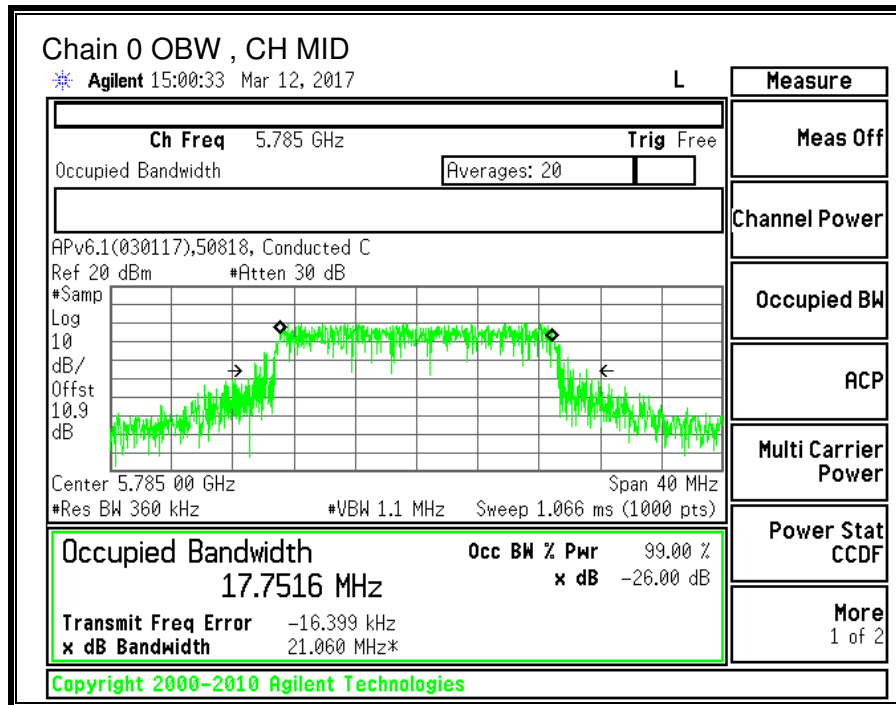 Chain 0 OBW , CH MID
Agilent 15:00:33 Mar 12, 2017 L
Measure
Ch Freq 5.785 GHz Trig Free
Meas Off
Occupied Bandwidth Averages: 20
Channel Power
APv6.1(030117),50818, Conducted C
Ref 20 dBm #Atten 30 dB
#Samp
Log
10
dB/
Offst
10.9
dB
Occupied BW
ACP
Center 5.785 00 GHz Span 40 MHz
#Res BW 360 kHz #VBW 1.1 MHz Sweep 1.066 ms (1000 pts)
Multi Carrier
Power
Occupied Bandwidth Occ BW % Pwr 99.00 %
17.7516 MHz x dB -26.00 dB
Power Stat
CCDF
Transmit Freq Error -16.399 kHz
x dB Bandwidth 21.060 MHz*
More
1 of 2
Copyright 2000-2010 Agilent Technologies